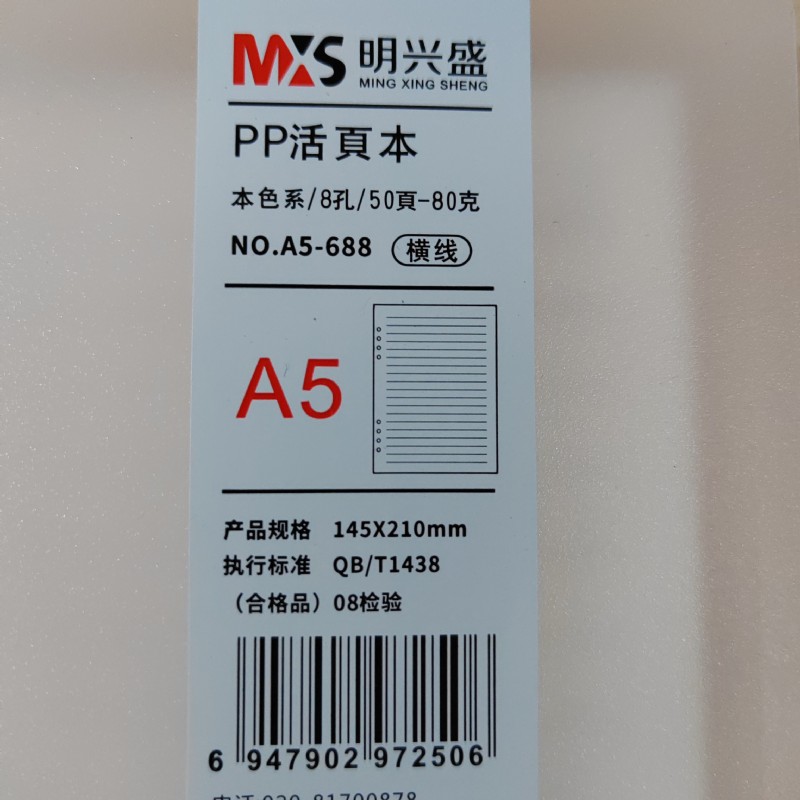 MXS 明兴盛
MING XING SHENG
PP活頁本
本色系/8孔/50頁-80克
NO.A5-688 横线
A5
产品规格 145X210mm
执行标准 QB/T1438
（合格品）08检验
6 947902 972506